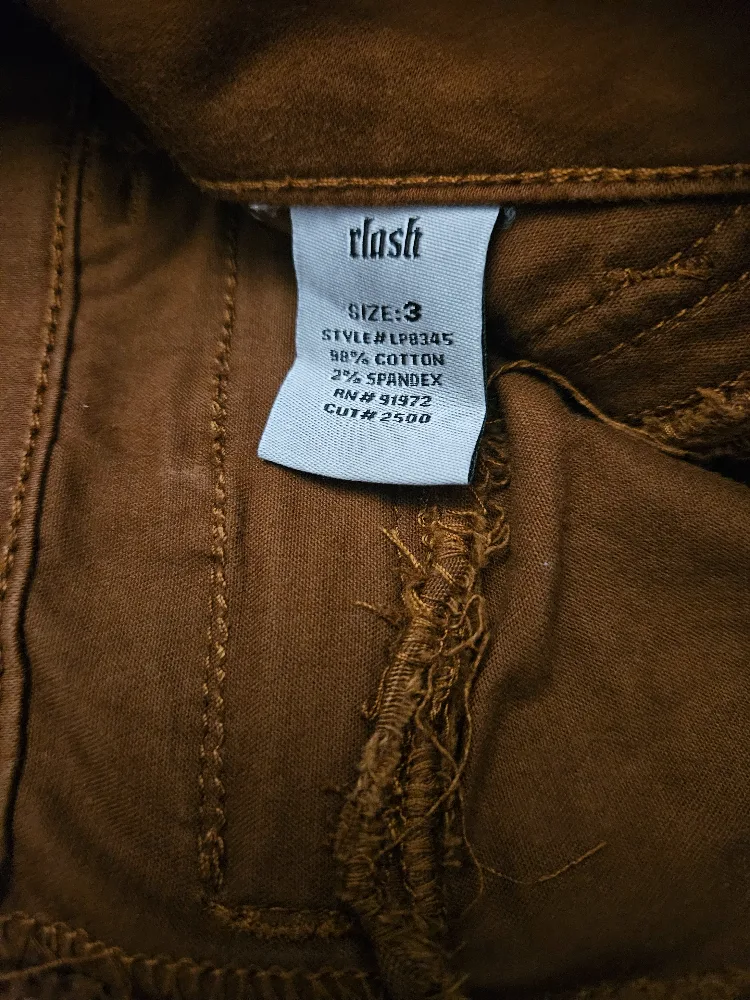 rlash
SIZE:3
STYLE# LP8345
98% COTTON
2% SPANDEX
RN# 91972
CUT# 2500